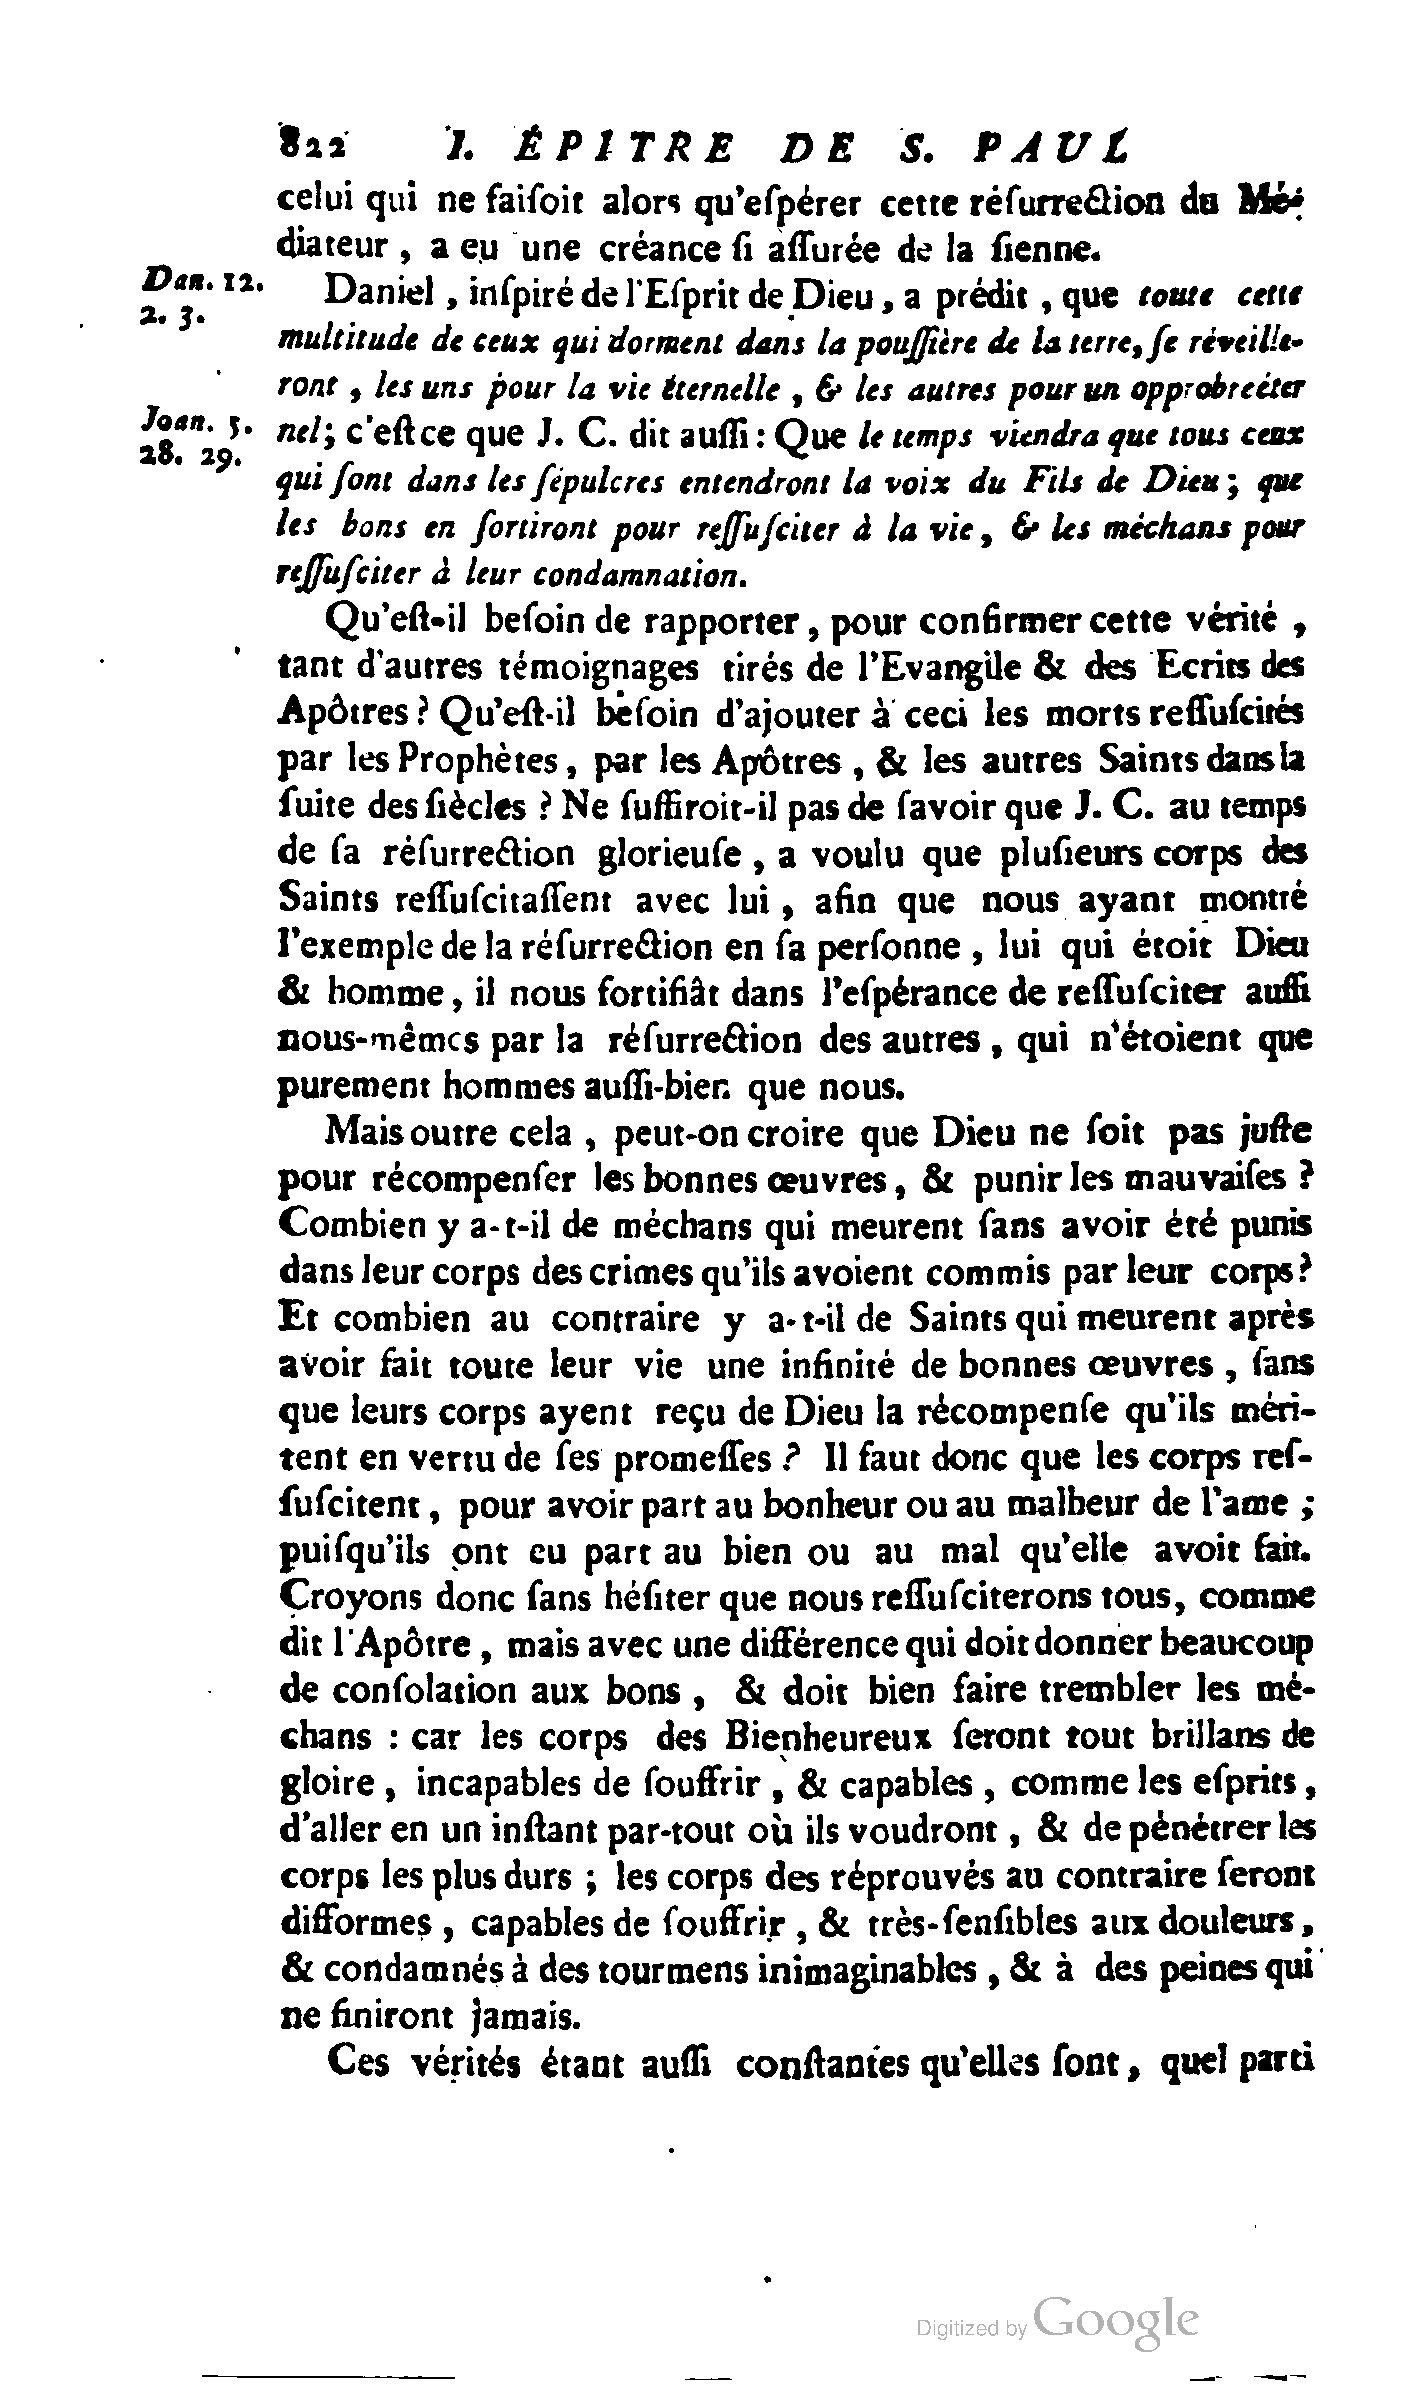 822 I. ÉPITRE DE S. PAUL
celui qui ne faiſoit alors qu'eſpérer cette réſurrection du Mé-
diateur, a eu une créance ſi aſſurée de la ſienne.
Dan. 12.
2. 3.
Daniel, inſpiré de l'Eſprit de Dieu, a prédit, que toute cette
multitude de ceux qui dorment dans la pouſſière de la terre, ſe réveille-
ront, les uns pour la vie éternelle, & les autres pour un opprobre éter
Joan. 5.
28. 29.
nel; c'eſt ce que J. C. dit auſſi: Que le temps viendra que tous ceux
qui ſont dans les ſépulcres entendront la voix du Fils de Dieu; que
les bons en ſortiront pour reſſuſciter à la vie, & les méchans pour
reſſuſciter à leur condamnation.
Qu'eſt-il beſoin de rapporter, pour confirmer cette vérité,
tant d'autres témoignages tirés de l'Evangile & des Ecrits des
Apôtres? Qu'eſt-il beſoin d'ajouter à ceci les morts reſſuſcités
par les Prophètes, par les Apôtres, & les autres Saints dans la
ſuite des ſiècles? Ne ſuffiroit-il pas de ſavoir que J. C. au temps
de ſa réſurrection glorieuſe, a voulu que pluſieurs corps des
Saints reſſuſcitaſſent avec lui, afin que nous ayant montré
l'exemple de la réſurrection en ſa perſonne, lui qui étoit Dieu
& homme, il nous fortifiât dans l'eſpérance de reſſuſciter auſſi
nous-mêmes par la réſurrection des autres, qui n'étoient que
purement hommes auſſi-bien que nous.
Mais outre cela, peut-on croire que Dieu ne ſoit pas juſte
pour récompenſer les bonnes œuvres, & punir les mauvaiſes?
Combien y a-t-il de méchans qui meurent ſans avoir été punis
dans leur corps des crimes qu'ils avoient commis par leur corps?
Et combien au contraire y a-t-il de Saints qui meurent après
avoir fait toute leur vie une infinité de bonnes œuvres, ſans
que leurs corps ayent reçu de Dieu la récompenſe qu'ils méri-
tent en vertu de ſes promeſſes? Il faut donc que les corps reſ-
ſuſcitent, pour avoir part au bonheur ou au malheur de l'ame;
puiſqu'ils ont eu part au bien ou au mal qu'elle avoit fait.
Croyons donc ſans héſiter que nous reſſuſciterons tous, comme
dit l'Apôtre, mais avec une différence qui doit donner beaucoup
de conſolation aux bons, & doit bien faire trembler les mé-
chans : car les corps des Bienheureux ſeront tout brillans de
gloire, incapables de ſouffrir, & capables, comme les eſprits,
d'aller en un inſtant par-tout où ils voudront, & de pénétrer les
corps les plus durs; les corps des réprouvés au contraire ſeront
difformes, capables de ſouffrir, & très-ſenſibles aux douleurs,
& condamnés à des tourmens inimaginables, & à des peines qui
ne finiront jamais.
Ces vérités étant auſſi conſtantes qu'elles ſont, quel parti
Digitized by Google